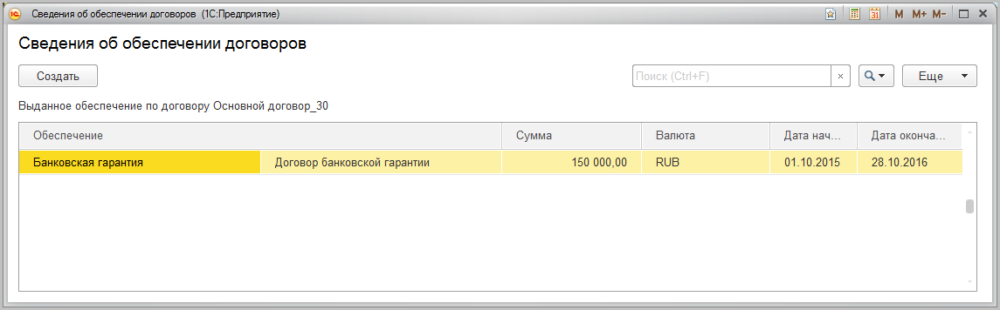 Сведения об обеспечении договоров (1С:Предприятие)
31 M M+ M-
Сведения об обеспечении договоров
Создать Поиск (Ctrl+F) × Еще
Выданное обеспечение по договору Основной договор_30
Обеспечение Сумма Валюта Дата нач... Дата оконча...
Банковская гарантия Договор банковской гарантии 150 000,00 RUB 01.10.2015 28.10.2016